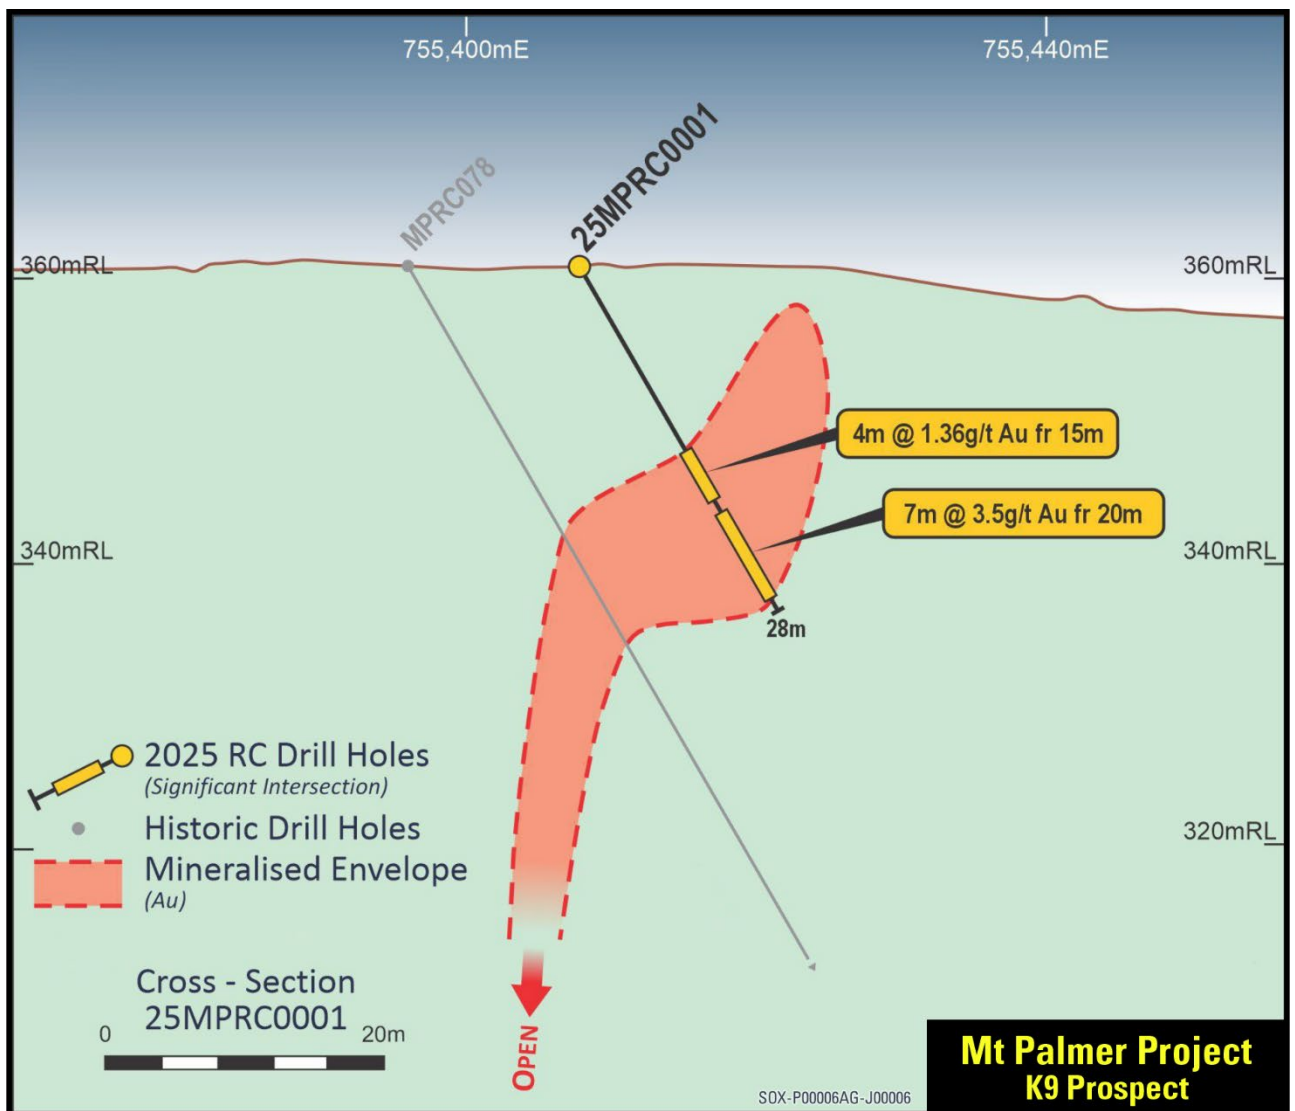 755,400mE
755,440mE
MPRC078
25MPRC0001
360mRL
360mRL
4m @ 1.36g/t Au fr 15m
7m @ 3.5g/t Au fr 20m
340mRL
340mRL
28m
2025 RC Drill Holes
(Significant Intersection)
Historic Drill Holes
320mRL
Mineralised Envelope
(Au)
Cross - Section
25MPRC0001
0
20m
OPEN
Mt Palmer Project
K9 Prospect
SOX-P00006AG-J00006